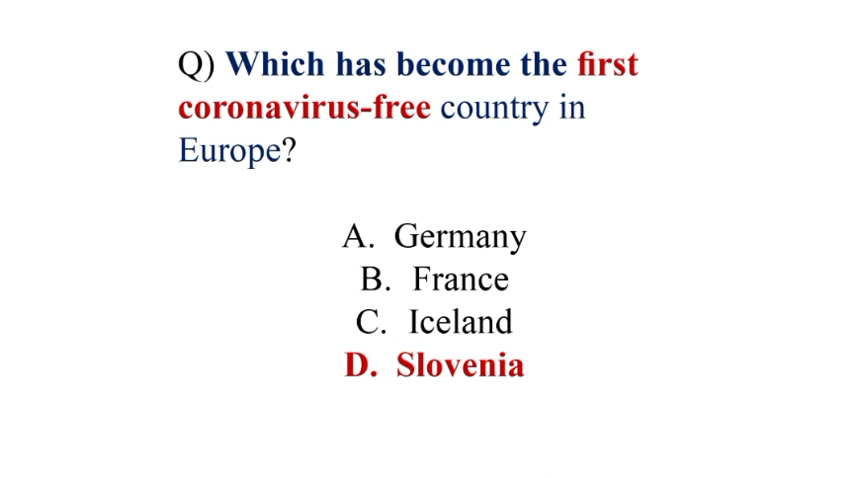 Q) Which has become the first
coronavirus-free country in
Europe?
A. Germany
B. France
C. Iceland
D. Slovenia